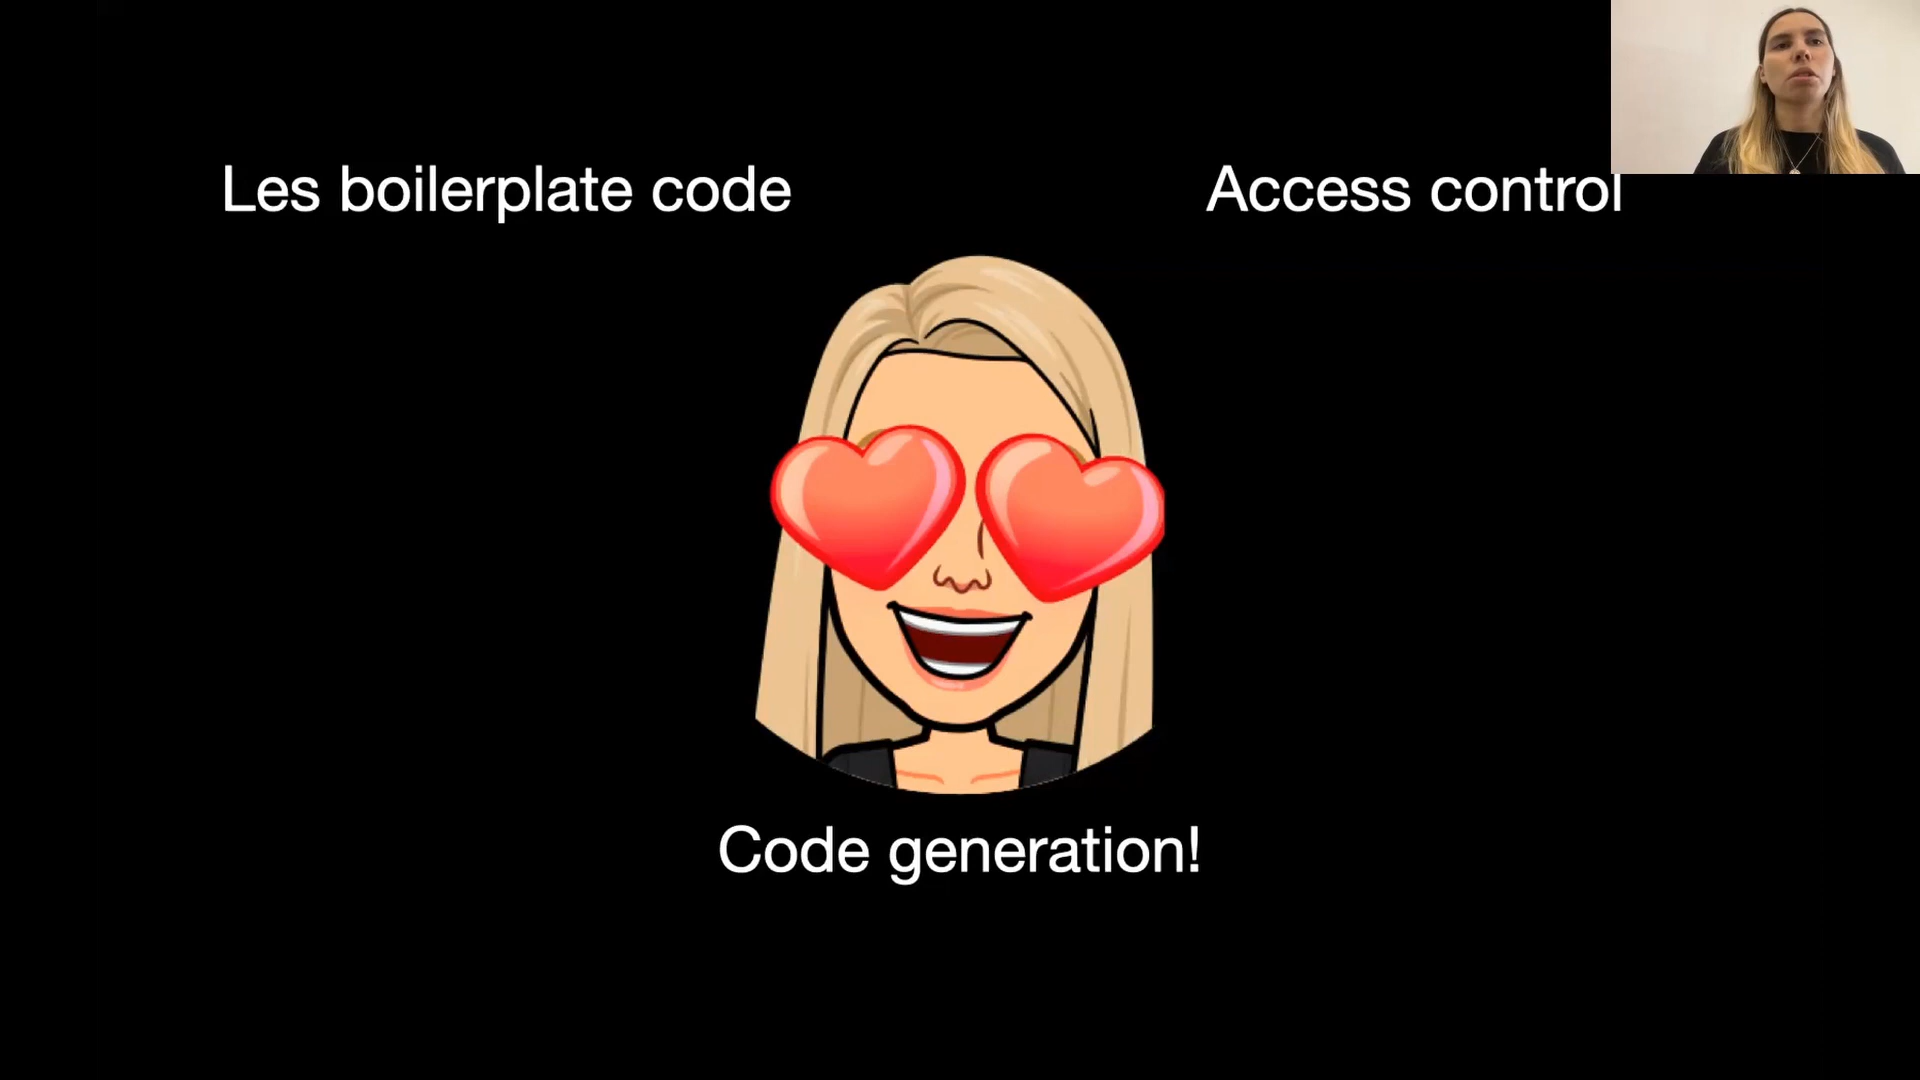 Les boilerplate code
Access control
Code generation!